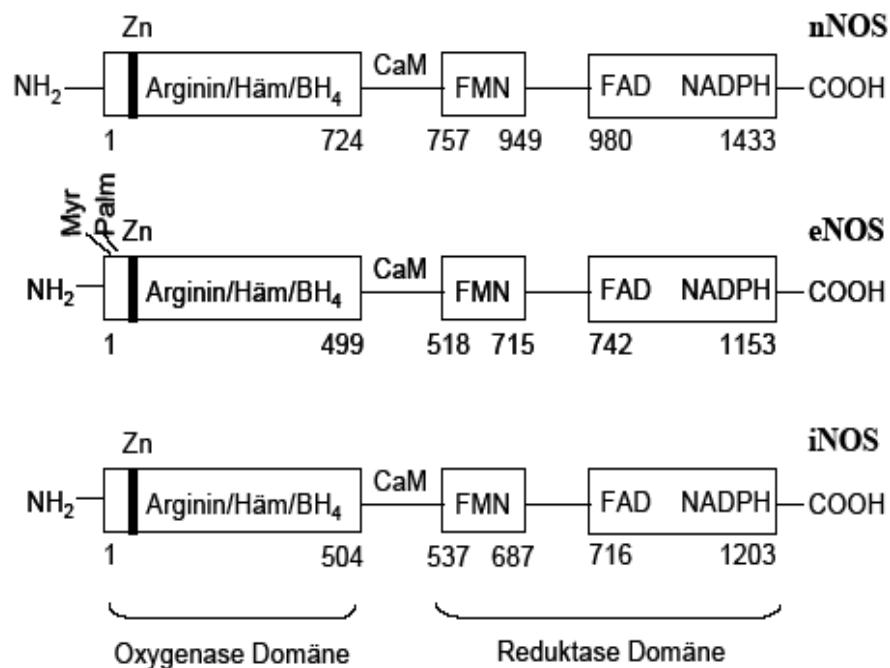 Zn nNOS
NH2 Arginin/Häm/BH4 CaM FMN FAD NADPH COOH
1 724 757 949 980 1433
Myr Palm Zn eNOS
NH2 Arginin/Häm/BH4 CaM FMN FAD NADPH COOH
1 499 518 715 742 1153
Zn iNOS
NH2 Arginin/Häm/BH4 CaM FMN FAD NADPH COOH
1 504 537 687 716 1203
Oxygenase Domäne Reduktase Domäne